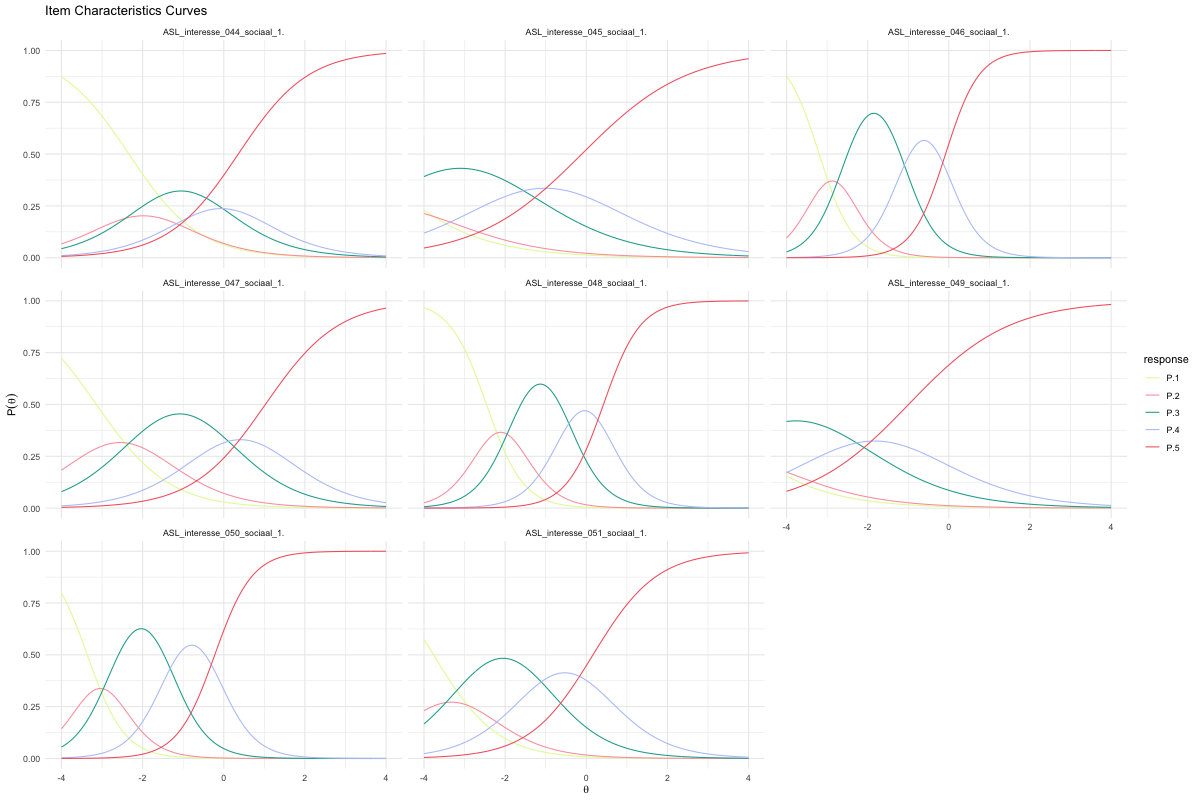 Item Characteristics Curves
ASL_interesse_044_sociaal_1.
ASL_interesse_045_sociaal_1.
ASL_interesse_046_sociaal_1.
1.00
0.75
0.50
0.25
0.00
ASL_interesse_047_sociaal_1.
ASL_interesse_048_sociaal_1.
ASL_interesse_049_sociaal_1.
1.00
0.75
0.50
0.25
0.00
-4 -2 0 2 4
P(θ)
ASL_interesse_050_sociaal_1.
ASL_interesse_051_sociaal_1.
1.00
0.75
0.50
0.25
0.00
-4 -2 0 2 4
-4 -2 0 2 4
θ
response
P.1
P.2
P.3
P.4
P.5